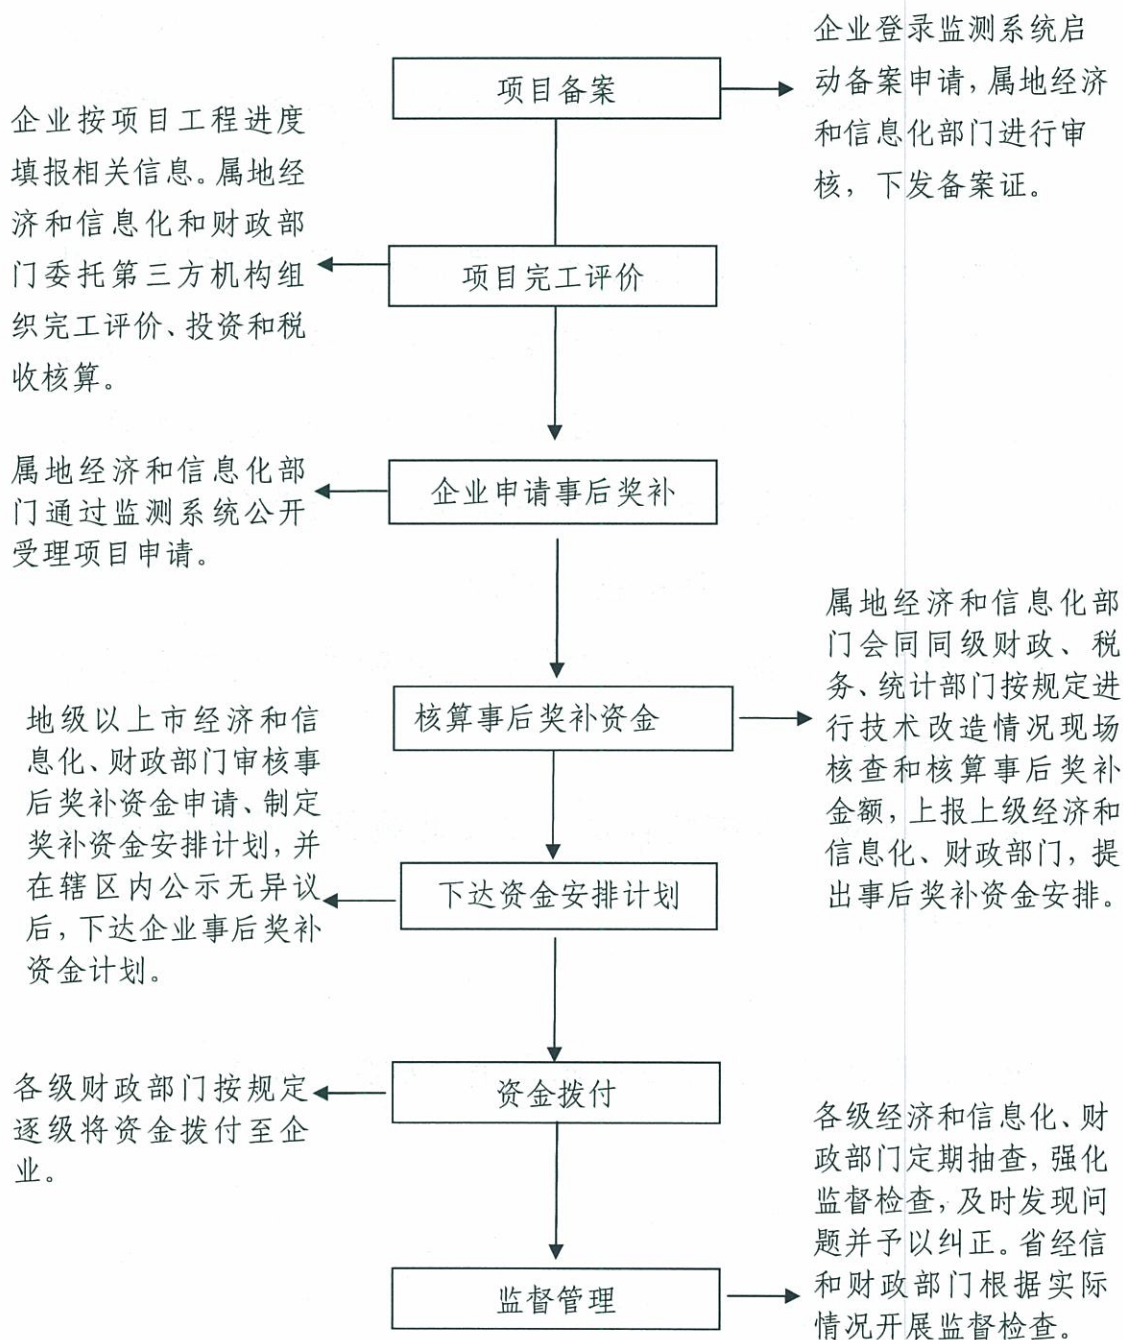 项目备案
企业登录监测系统启
动备案申请，属地经济
和信息化部门进行审
核，下发备案证。
企业按项目工程进度
填报相关信息。属地经
济和信息化和财政部
门委托第三方机构组
织完工评价、投资和税
收核算。
项目完工评价
属地经济和信息化部
门通过监测系统公开
受理项目申请。
企业申请事后奖补
核算事后奖补资金
属地经济和信息化部
门会同同级财政、税
务、统计部门按规定进
行技术改造情况现场
核查和核算事后奖补
金额，上报上级经济和
信息化、财政部门，提
出事后奖补资金安排。
地级以上市经济和信
息化、财政部门审核事
后奖补资金申请、制定
奖补资金安排计划，并
在辖区内公示无异议
后，下达企业事后奖补
资金计划。
下达资金安排计划
各级财政部门按规定
逐级将资金拨付至企
业。
资金拨付
监督管理
各级经济和信息化、财
政部门定期抽查，强化
监督检查，及时发现问
题并予以纠正。省经信
和财政部门根据实际
情况开展监督检查。